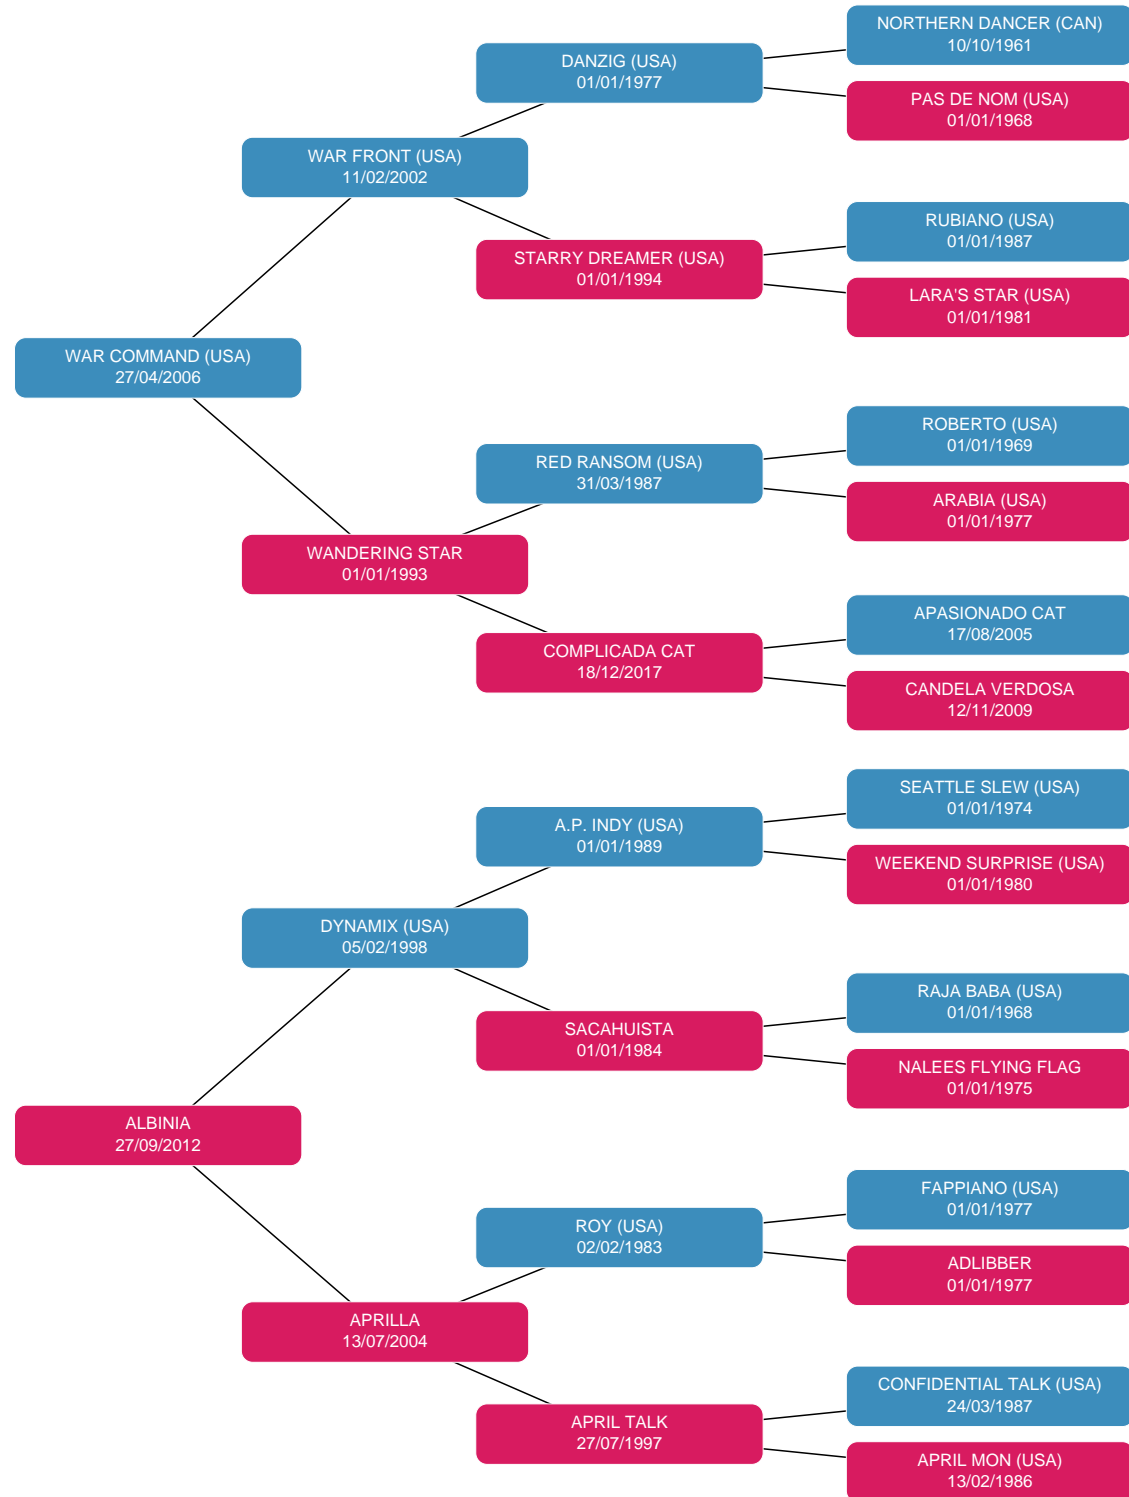 NORTHERN DANCER (CAN)
10/10/1961
DANZIG (USA)
01/01/1977
PAS DE NOM (USA)
01/01/1968
WAR FRONT (USA)
11/02/2002
RUBIANO (USA)
01/01/1987
STARRY DREAMER (USA)
01/01/1994
LARA'S STAR (USA)
01/01/1981
WAR COMMAND (USA)
27/04/2006
ROBERTO (USA)
01/01/1969
RED RANSOM (USA)
31/03/1987
ARABIA (USA)
01/01/1977
WANDERING STAR
01/01/1993
APASIONADO CAT
17/08/2005
COMPLICADA CAT
18/12/2017
CANDELA VERDOSA
12/11/2009
SEATTLE SLEW (USA)
01/01/1974
A.P. INDY (USA)
01/01/1989
WEEKEND SURPRISE (USA)
01/01/1980
DYNAMIX (USA)
05/02/1998
RAJA BABA (USA)
01/01/1968
SACAHUISTA
01/01/1984
NALEES FLYING FLAG
01/01/1975
ALBINIA
27/09/2012
FAPPIANO (USA)
01/01/1977
ROY (USA)
02/02/1983
ADLIBBER
01/01/1977
APRILLA
13/07/2004
CONFIDENTIAL TALK (USA)
24/03/1987
APRIL TALK
27/07/1997
APRIL MON (USA)
13/02/1986